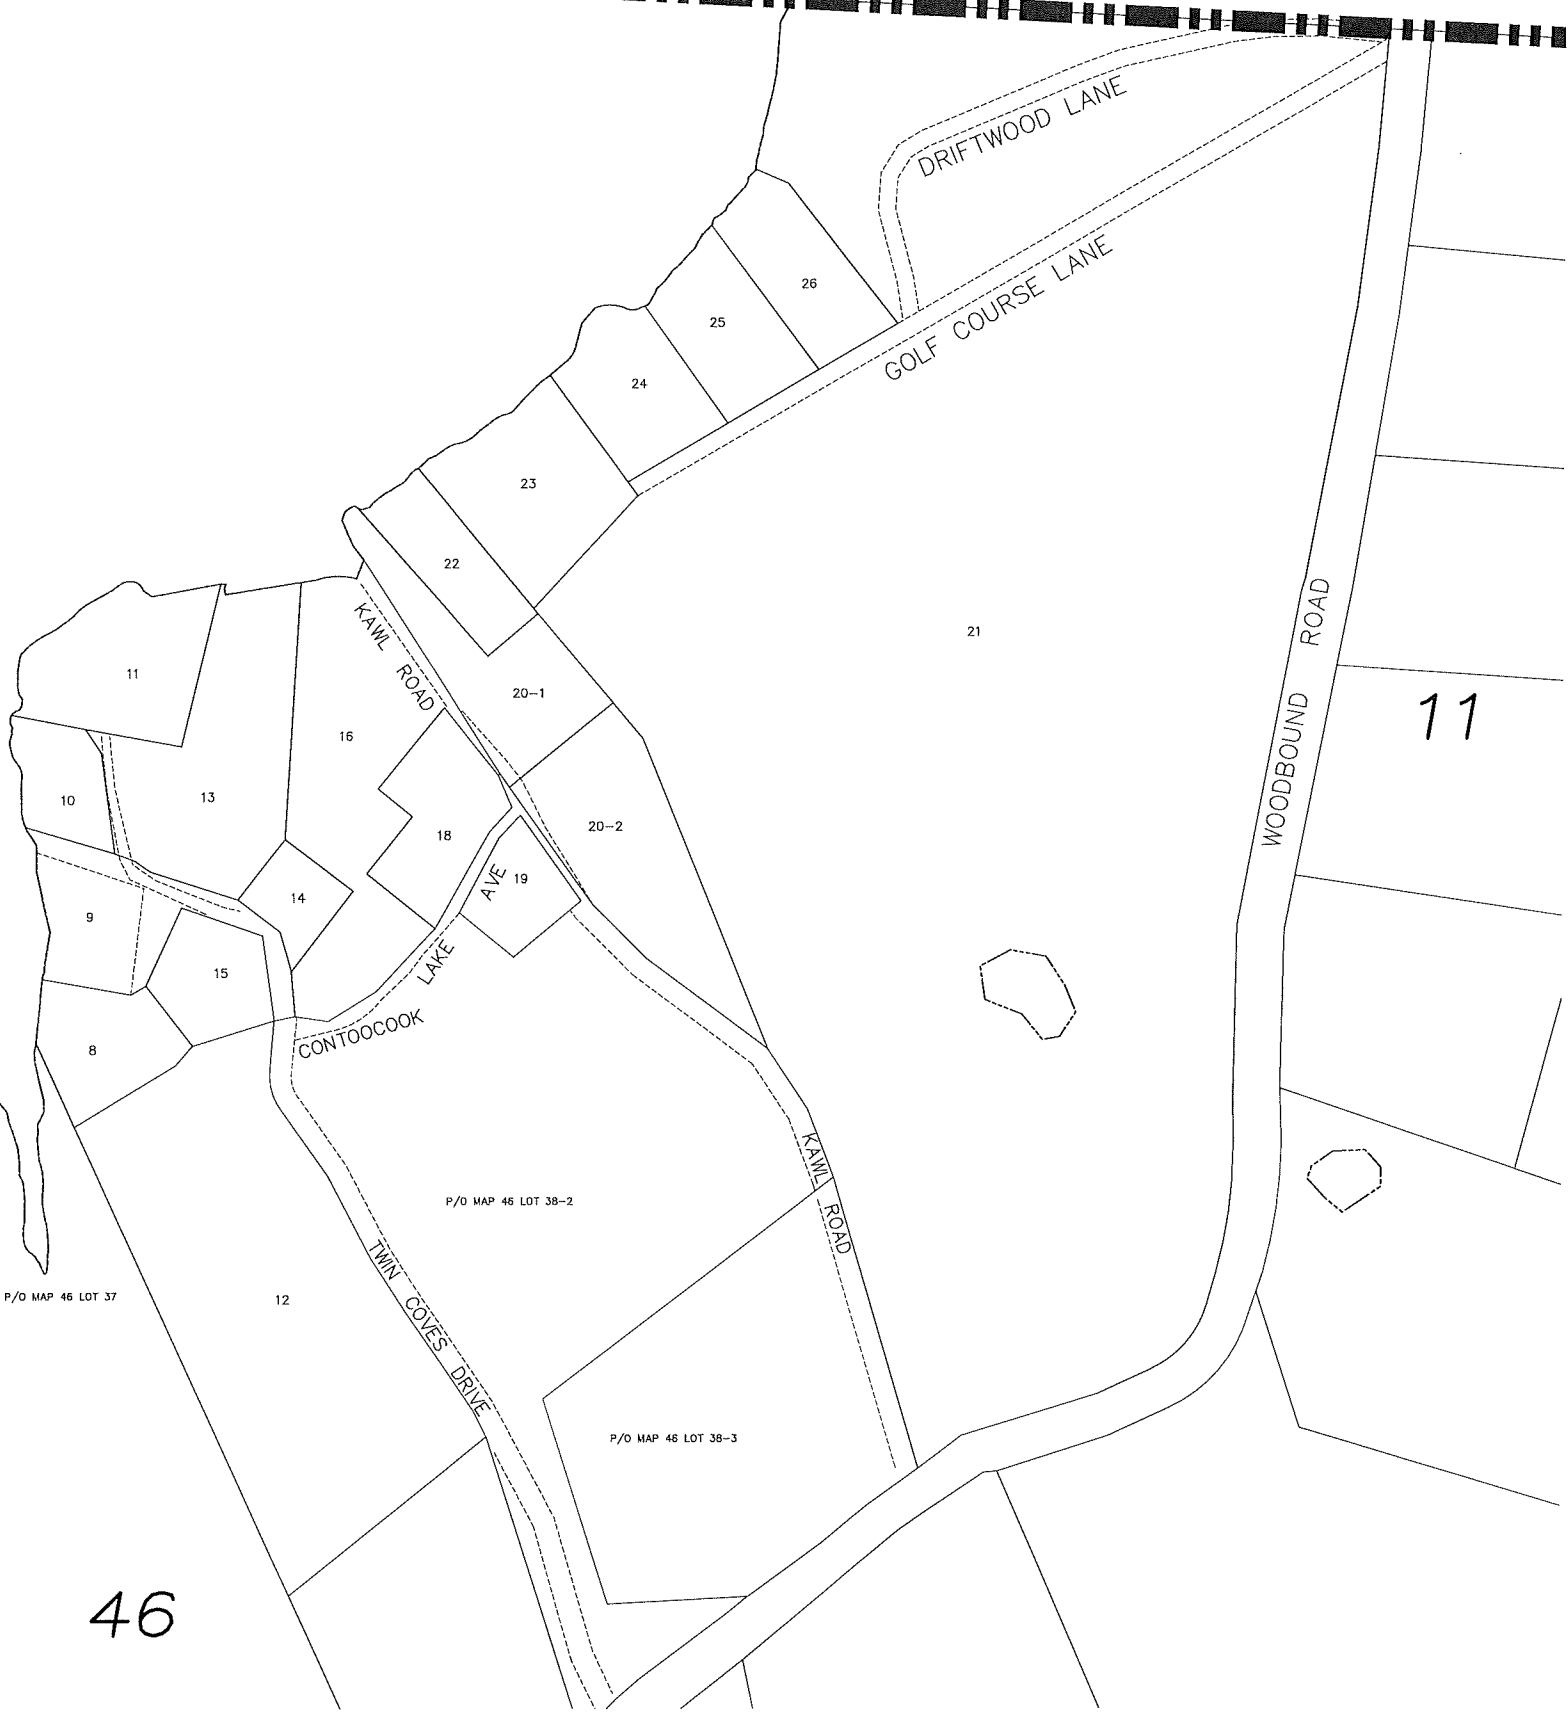 DRIFTWOOD LANE
GOLF COURSE LANE
26
25
24
23
22
21
KAWL ROAD
WOODBOUND ROAD
11
11
20-1
16
13
10
18
20-2
AVE
19
14
9
15
LAKE
CONTOOCOOK
8
KAWL ROAD
P/O MAP 46 LOT 38-2
TWIN COVES DRIVE
P/O MAP 46 LOT 37
12
P/O MAP 46 LOT 38-3
46